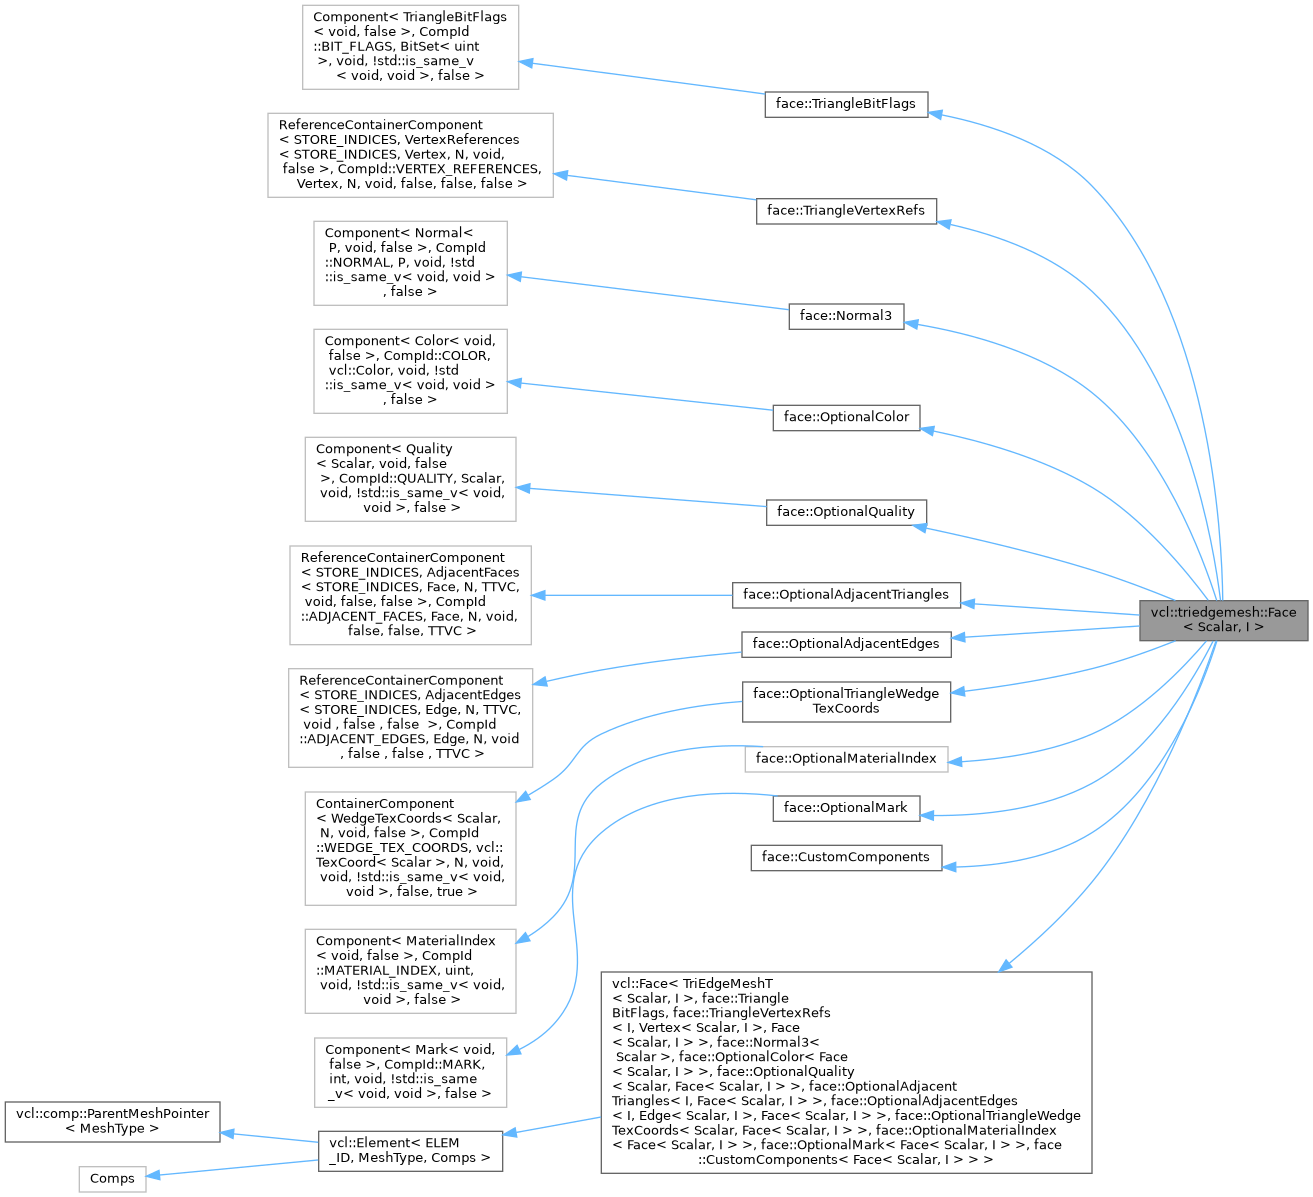 Component< TriangleBitFlags
< void, false >, CompId
::BIT_FLAGS, BitSet< uint
>, void, !std::is_same_v
< void, void >, false >
face::TriangleBitFlags
ReferenceContainerComponent
< STORE_INDICES, VertexReferences
< STORE_INDICES, Vertex, N, void,
false >, CompId::VERTEX_REFERENCES,
Vertex, N, void, false, false, false >
face::TriangleVertexRefs
Component< Normal<
P, void, false >, CompId
::NORMAL, P, void, !std
::is_same_v< void, void >
, false >
face::Normal3
Component< Color< void,
false >, CompId::COLOR,
vcl::Color, void, !std
::is_same_v< void, void >
, false >
face::OptionalColor
Component< Quality
< Scalar, void, false
>, CompId::QUALITY, Scalar,
void, !std::is_same_v< void,
void >, false >
face::OptionalQuality
ReferenceContainerComponent
< STORE_INDICES, AdjacentFaces
< STORE_INDICES, Face, N, TTVC,
void, false, false >, CompId
::ADJACENT_FACES, Face, N, void,
false, false, TTVC >
face::OptionalAdjacentTriangles
vcl::triedgemesh::Face
< Scalar, I >
face::OptionalAdjacentEdges
ReferenceContainerComponent
< STORE_INDICES, AdjacentEdges
< STORE_INDICES, Edge, N, TTVC,
void , false , false  >, CompId
::ADJACENT_EDGES, Edge, N, void
, false , false , TTVC >
face::OptionalTriangleWedge
TexCoords
face::OptionalMaterialIndex
face::OptionalMark
face::CustomComponents
ContainerComponent
< WedgeTexCoords< Scalar,
N, void, false >, CompId
::WEDGE_TEX_COORDS, vcl::
TexCoord< Scalar >, N, void,
void, !std::is_same_v< void,
void >, false, true >
Component< MaterialIndex
< void, false >, CompId
::MATERIAL_INDEX, uint,
void, !std::is_same_v< void,
void >, false >
Component< Mark< void,
false >, CompId::MARK,
int, void, !std::is_same
_v< void, void >, false >
vcl::Face< TriEdgeMeshT
< Scalar, I >, face::Triangle
BitFlags, face::TriangleVertexRefs
< I, Vertex< Scalar, I >, Face
< Scalar, I > >, face::Normal3<
Scalar >, face::OptionalColor< Face
< Scalar, I > >, face::OptionalQuality
< Scalar, Face< Scalar, I > >, face::OptionalAdjacent
Triangles< I, Face< Scalar, I > >, face::OptionalAdjacentEdges
< I, Edge< Scalar, I >, Face< Scalar, I > >, face::OptionalTriangleWedge
TexCoords< Scalar, Face< Scalar, I > >, face::OptionalMaterialIndex
< Face< Scalar, I > >, face::OptionalMark< Face< Scalar, I > >, face
::CustomComponents< Face< Scalar, I > > >
vcl::comp::ParentMeshPointer
< MeshType >
vcl::Element< ELEM
_ID, MeshType, Comps >
Comps